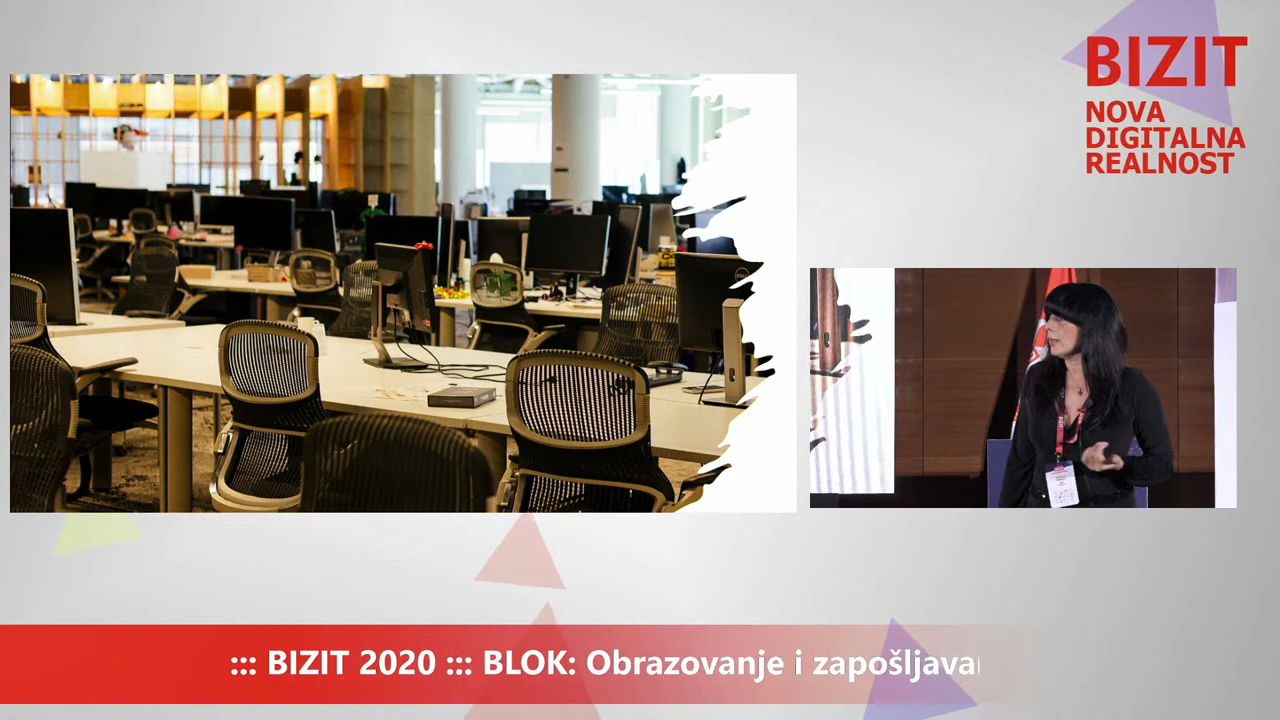 BIZIT
NOVA
DIGITALNA
REALNOST
::: BIZIT 2020 ::: BLOK: Obrazovanje i zapošljava